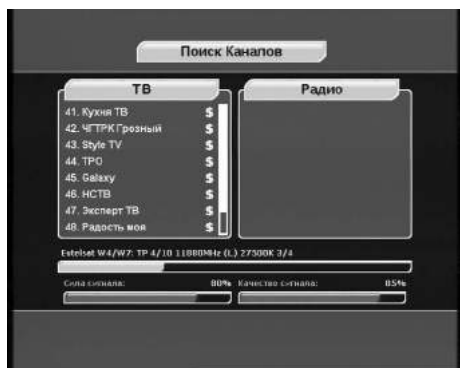 Поиск Каналов
ТВ
Радио
41. Кухня ТВ $
42. ЧГТРК Грозный $
43. Style TV $
44. ТРО $
45. Galaxy $
46. НСТВ $
47. Эксперт ТВ $
48. Радость моя $
Estelsat W4/W7: TP 4/10 11880MHz (L) 27500K 3/4
Сила сигнала: 80% Качество сигнала: 85%